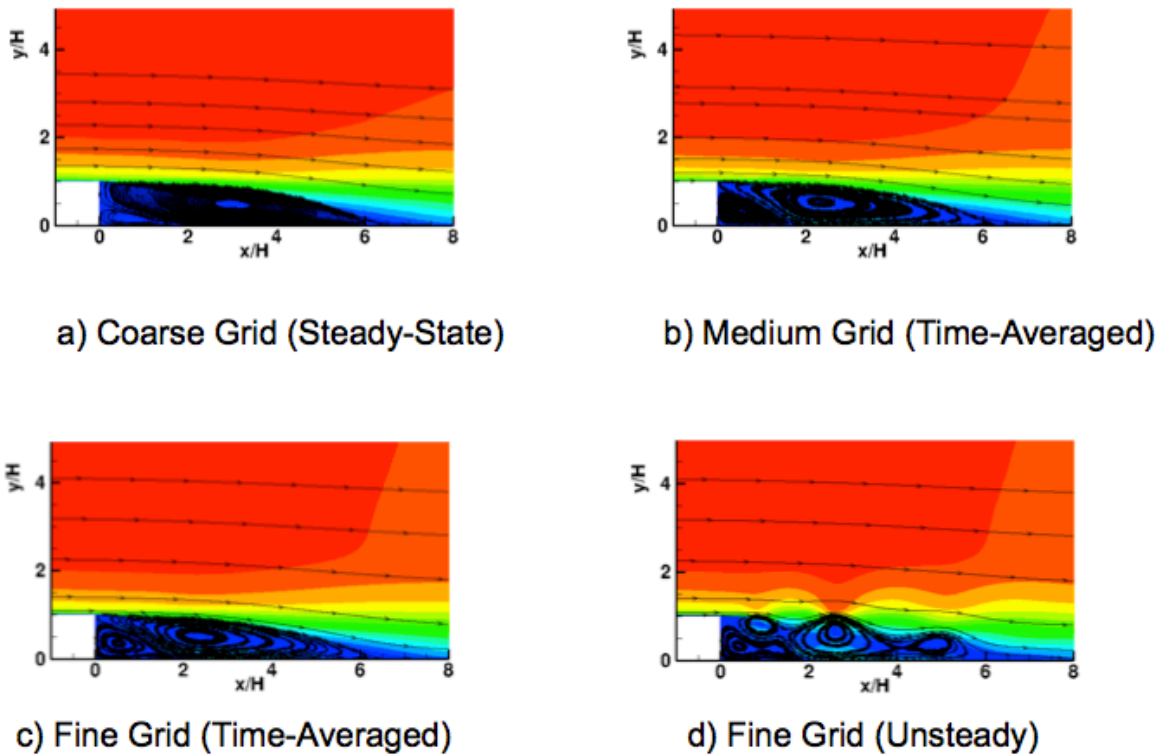 y/H
4
2
0
0
2
4
6
8
x/H
a) Coarse Grid (Steady-State)
y/H
4
2
0
0
2
4
6
8
x/H
b) Medium Grid (Time-Averaged)
y/H
4
2
0
0
2
4
6
8
x/H
c) Fine Grid (Time-Averaged)
y/H
4
2
0
0
2
4
6
8
x/H
d) Fine Grid (Unsteady)